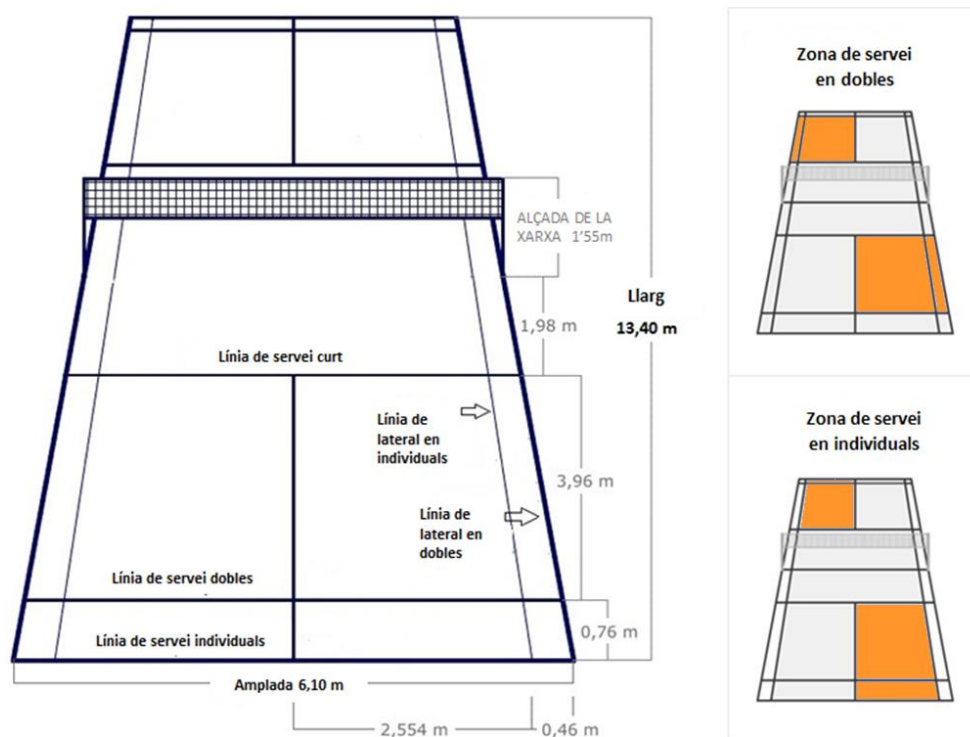 ALÇADA DE LA
XARXA 1'55m
Llarg
13,40 m
1,98 m
Línia de servei curt
Línia de
lateral en
individuals
3,96 m
Línia de
lateral en
dobles
Línia de servei dobles
Línia de servei individuals
0,76 m
Amplada 6,10 m
2,554 m
0,46 m
Zona de servei
en dobles
Zona de servei
en individuals